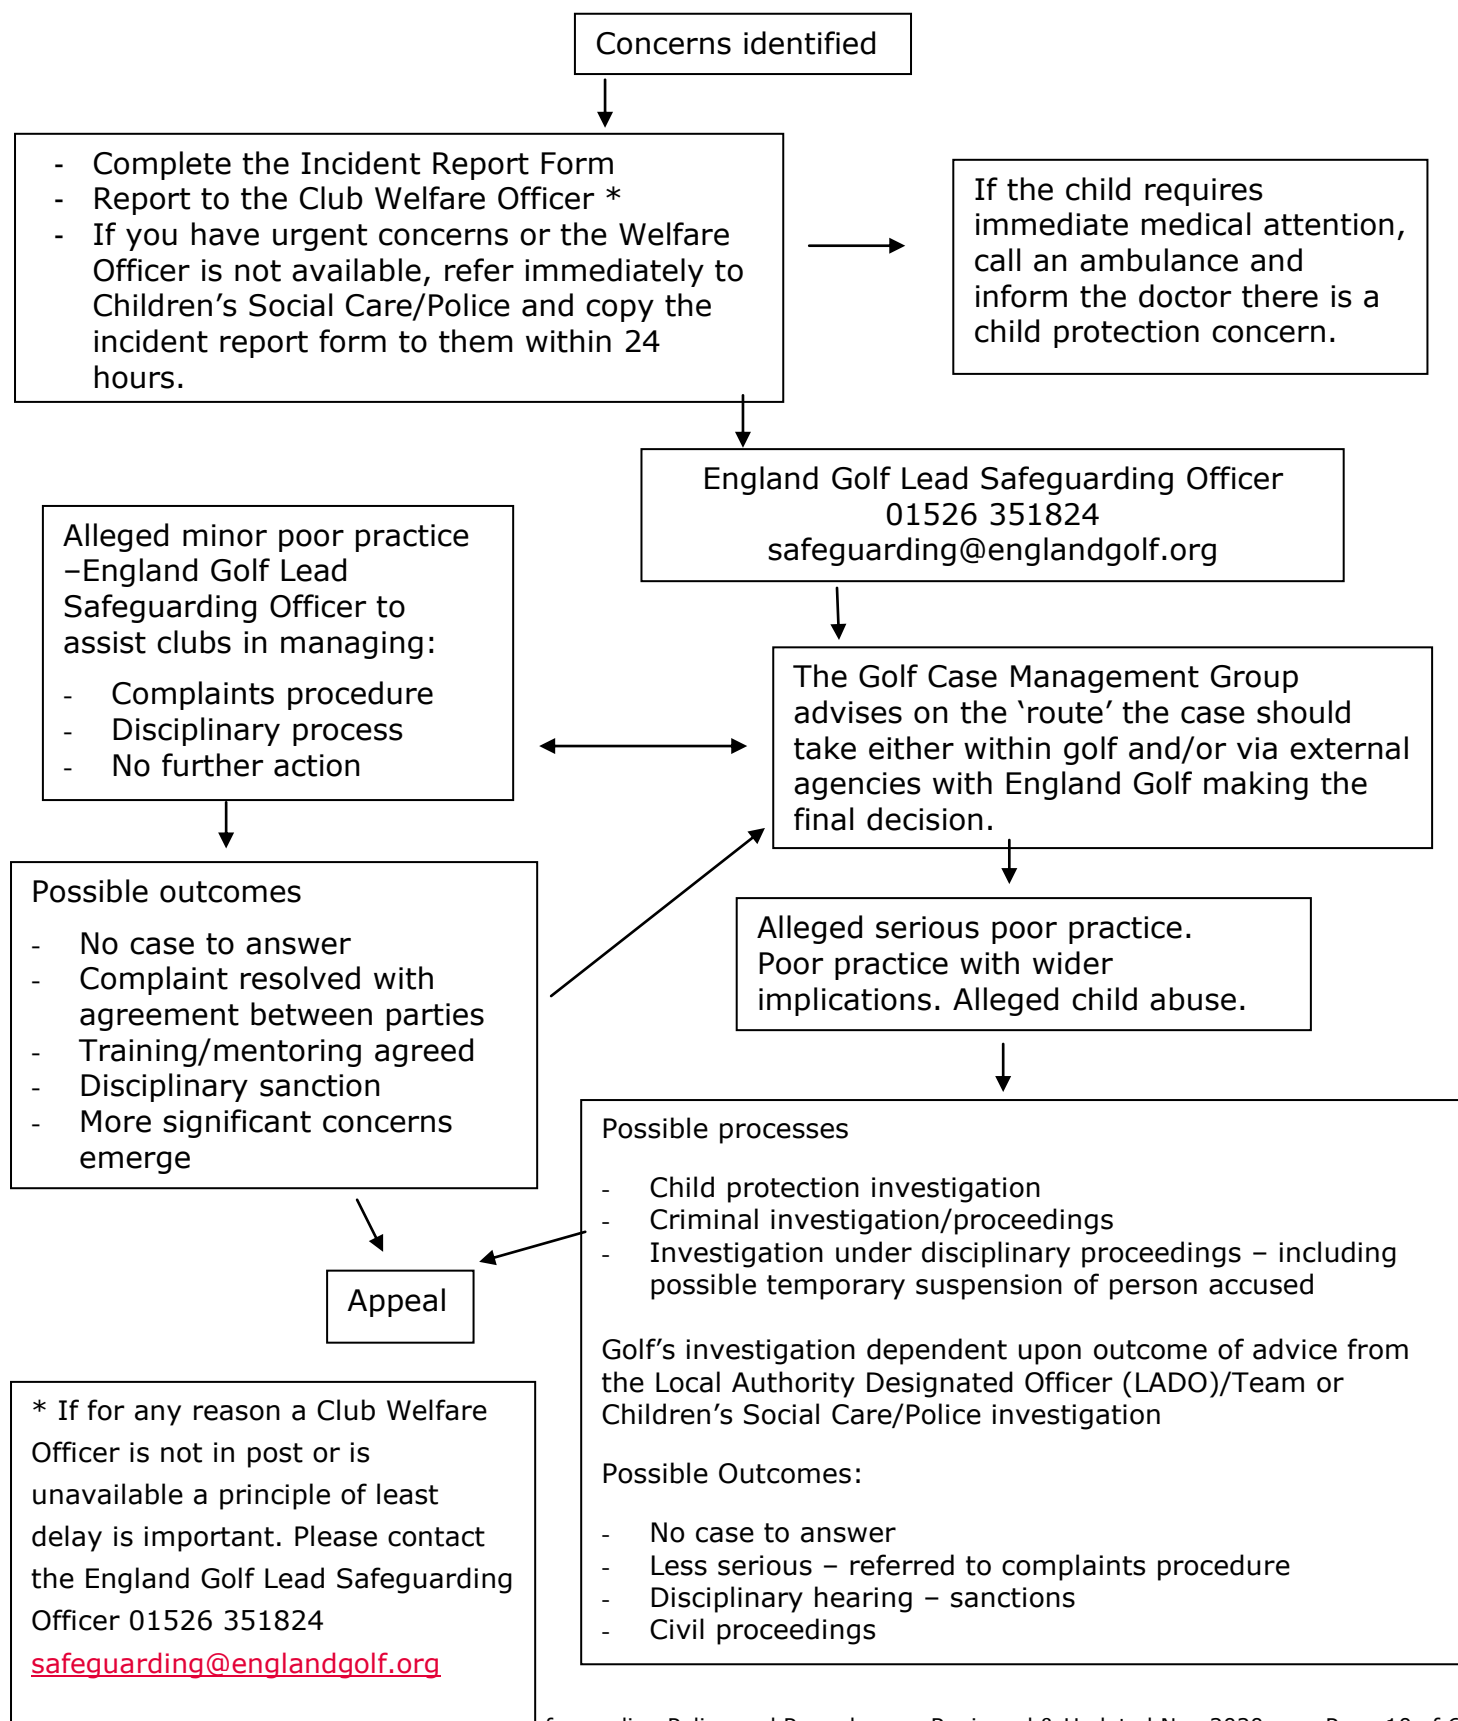 Concerns identified
- Complete the Incident Report Form
- Report to the Club Welfare Officer *
- If you have urgent concerns or the Welfare
Officer is not available, refer immediately to
Children’s Social Care/Police and copy the
incident report form to them within 24
hours.
If the child requires
immediate medical attention,
call an ambulance and
inform the doctor there is a
child protection concern.
England Golf Lead Safeguarding Officer
01526 351824
safeguarding@englandgolf.org
Alleged minor poor practice
–England Golf Lead
Safeguarding Officer to
assist clubs in managing:
- Complaints procedure
- Disciplinary process
- No further action
The Golf Case Management Group
advises on the ‘route’ the case should
take either within golf and/or via external
agencies with England Golf making the
final decision.
Possible outcomes
- No case to answer
- Complaint resolved with
agreement between parties
- Training/mentoring agreed
- Disciplinary sanction
- More significant concerns
emerge
Alleged serious poor practice.
Poor practice with wider
implications. Alleged child abuse.
Possible processes
- Child protection investigation
- Criminal investigation/proceedings
- Investigation under disciplinary proceedings – including
possible temporary suspension of person accused
Golf’s investigation dependent upon outcome of advice from
the Local Authority Designated Officer (LADO)/Team or
Children’s Social Care/Police investigation
Possible Outcomes:
- No case to answer
- Less serious – referred to complaints procedure
- Disciplinary hearing – sanctions
- Civil proceedings
Appeal
* If for any reason a Club Welfare
Officer is not in post or is
unavailable a principle of least
delay is important. Please contact
the England Golf Lead Safeguarding
Officer 01526 351824
safeguarding@englandgolf.org